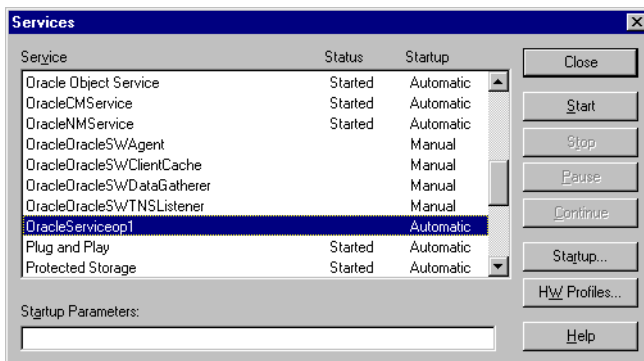 Services
Service Status Startup
Oracle Object Service Started Automatic
OracleCMService Started Automatic
OracleNMService Started Automatic
OracleOracleSWAgent Manual
OracleOracleSWClientCache Manual
OracleOracleSWDataGatherer Manual
OracleOracleSWTNSListener Manual
OracleServiceop1 Automatic
Plug and Play Started Automatic
Protected Storage Started Automatic
Startup Parameters:
Close
Start
Stop
Pause
Continue
Startup...
HW Profiles...
Help